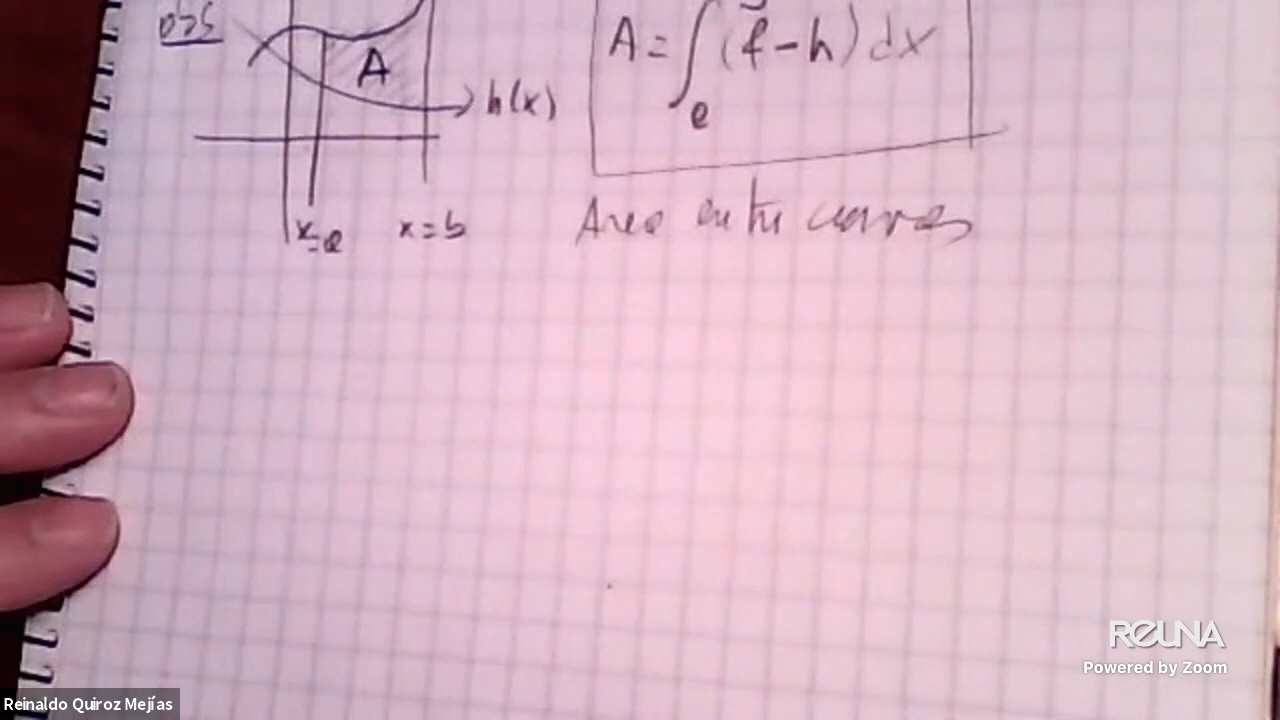 obs
A
h(x)
x=a
x=b
A = ∫ (f - h) dx
a
Area entre curvas
REUNA
Powered by Zoom
Reinaldo Quiroz Mejías